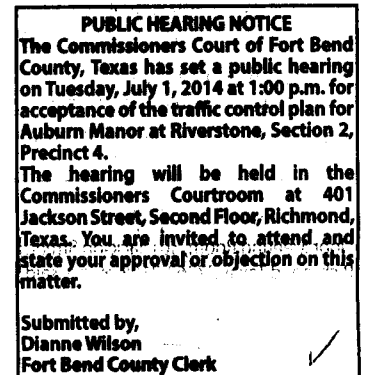 PUBLIC HEARING NOTICE
The Commissioners Court of Fort Bend
County, Texas has set a public hearing
on Tuesday, July 1, 2014 at 1:00 p.m. for
acceptance of the traffic control plan for
Auburn Manor at Riverstone, Section 2,
Precinct 4.
The hearing will be held in the
Commissioners Courtroom at 401
Jackson Street, Second Floor, Richmond,
Texas. You are invited to attend and
state your approval or objection on this
matter.
Submitted by,
Dianne Wilson
Fort Bend County Clerk